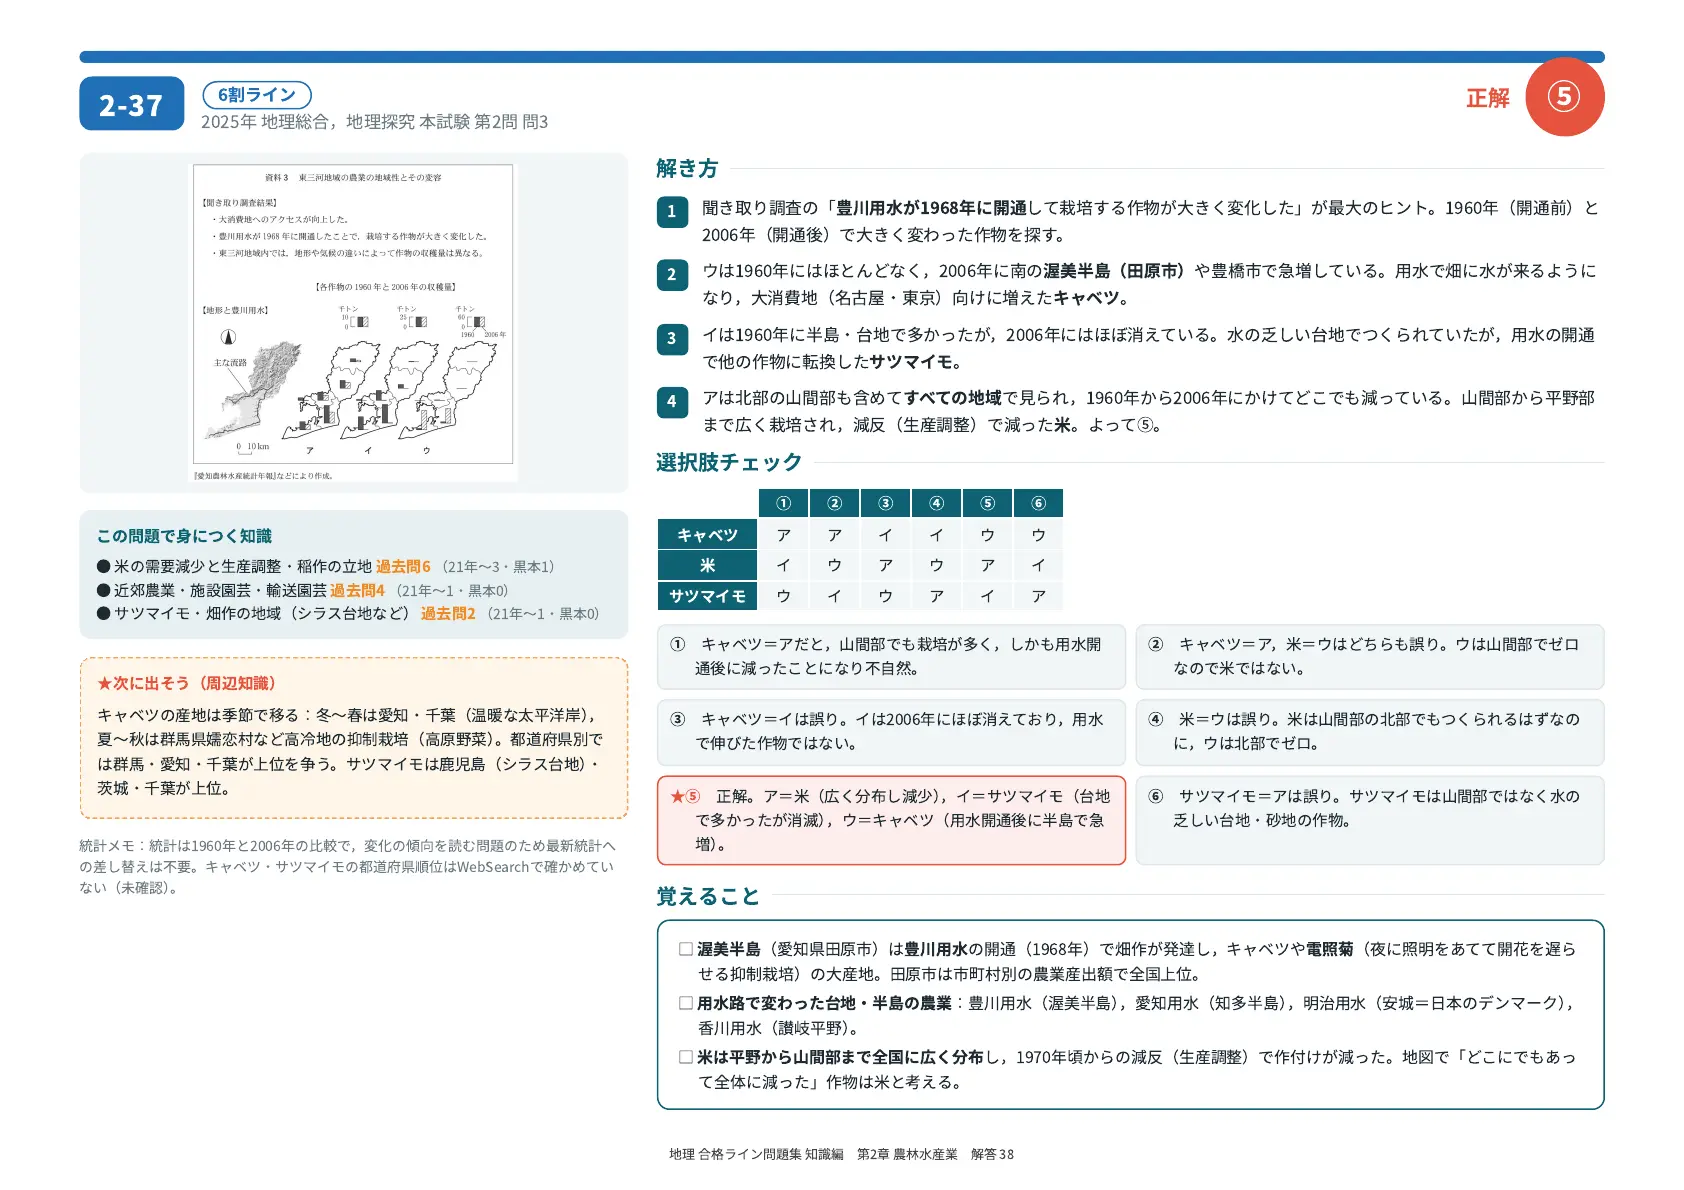 2-37
6割ライン
2025年 地理総合，地理探究 本試験 第2問 問3
正解 ⑤
資料3 東三河地域の農業の地域性とその変容
【聞き取り調査結果】
・大消費地へのアクセスが向上した。
・豊川用水が1968年に開通したことで，栽培する作物が大きく変化した。
・東三河地域内では，地形や気候の違いによって作物の収穫量は異なる。
【各作物の1960年と2006年の収穫量】
【地形と豊川用水】
千トン 千トン 千トン
10 25 60
0 0 0
1960 2006年
主な流路
0 10km
ア イ ウ
『愛知農林水産統計年報』などにより作成。
この問題で身につく知識
●米の需要減少と生産調整・稲作の立地 過去問6（21年〜3・黒本1）
●近郊農業・施設園芸・輸送園芸 過去問4（21年〜1・黒本0）
●サツマイモ・畑作の地域（シラス台地など） 過去問2（21年〜1・黒本0）
★次に出そう（周辺知識）
キャベツの産地は季節で移る：冬〜春は愛知・千葉（温暖な太平洋岸），
夏〜秋は群馬県嬬恋村など高冷地の抑制栽培（高原野菜）。都道府県別で
は群馬・愛知・千葉が上位を争う。サツマイモは鹿児島（シラス台地）・
茨城・千葉が上位。
統計メモ：統計は1960年と2006年の比較で，変化の傾向を読む問題のため最新統計へ
の差し替えは不要。キャベツ・サツマイモの都道府県順位はWebSearchで確かめてい
ない（未確認）。
解き方
1 聞き取り調査の「豊川用水が1968年に開通して栽培する作物が大きく変化した」が最大のヒント。1960年（開通前）と
2006年（開通後）で大きく変わった作物を探す。
2 ウは1960年にはほとんどなく，2006年に南の渥美半島（田原市）や豊橋市で急増している。用水で畑に水が来るように
なり，大消費地（名古屋・東京）向けに増えたキャベツ。
3 イは1960年に半島・台地で多かったが，2006年にはほぼ消えている。水の乏しい台地でつくられていたが，用水の開通
で他の作物に転換したサツマイモ。
4 アは北部の山間部も含めてすべての地域で見られ，1960年から2006年にかけてどこでも減っている。山間部から平野部
まで広く栽培され，減反（生産調整）で減った米。よって⑤。
選択肢チェック
① ② ③ ④ ⑤ ⑥
キャベツ ア ア イ イ ウ ウ
米 イ ウ ア ウ ア イ
サツマイモ ウ イ ウ ア イ ア
① キャベツ＝アだと，山間部でも栽培が多く，しかも用水開
通後に減ったことになり不自然。
② キャベツ＝ア，米＝ウはどちらも誤り。ウは山間部でゼロ
なので米ではない。
③ キャベツ＝イは誤り。イは2006年にほぼ消えており，用水
で伸びた作物ではない。
④ 米＝ウは誤り。米は山間部の北部でもつくられるはずなの
に，ウは北部でゼロ。
★⑤ 正解。ア＝米（広く分布し減少），イ＝サツマイモ（台地
で多かったが消滅），ウ＝キャベツ（用水開通後に半島で急
増）。
⑥ サツマイモ＝アは誤り。サツマイモは山間部ではなく水の
乏しい台地・砂地の作物。
覚えること
□ 渥美半島（愛知県田原市）は豊川用水の開通（1968年）で畑作が発達し，キャベツや電照菊（夜に照明をあてて開花を遅ら
せる抑制栽培）の大産地。田原市は市町村別の農業産出額で全国上位。
□ 用水路で変わった台地・半島の農業：豊川用水（渥美半島），愛知用水（知多半島），明治用水（安城＝日本のデンマーク），
香川用水（讃岐平野）。
□ 米は平野から山間部まで全国に広く分布し，1970年頃からの減反（生産調整）で作付けが減った。地図で「どこにでもあっ
て全体に減った」作物は米と考える。
地理 合格ライン問題集 知識編 第2章 農林水産業 解答 38